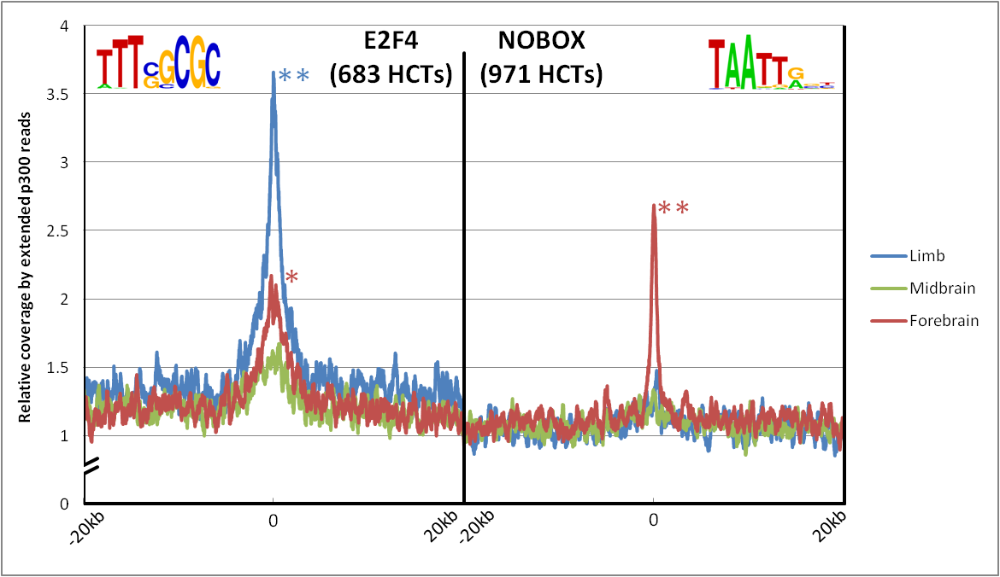 4
3.5
3
2.5
2
1.5
1
0
Relative coverage by extended p300 reads
TTTCGCGC
E2F4
(683 HCTs)
**
*
NOBOX
(971 HCTs)
TAATTG
**
-20kb
0
20kb
-20kb
0
20kb
Limb
Midbrain
Forebrain